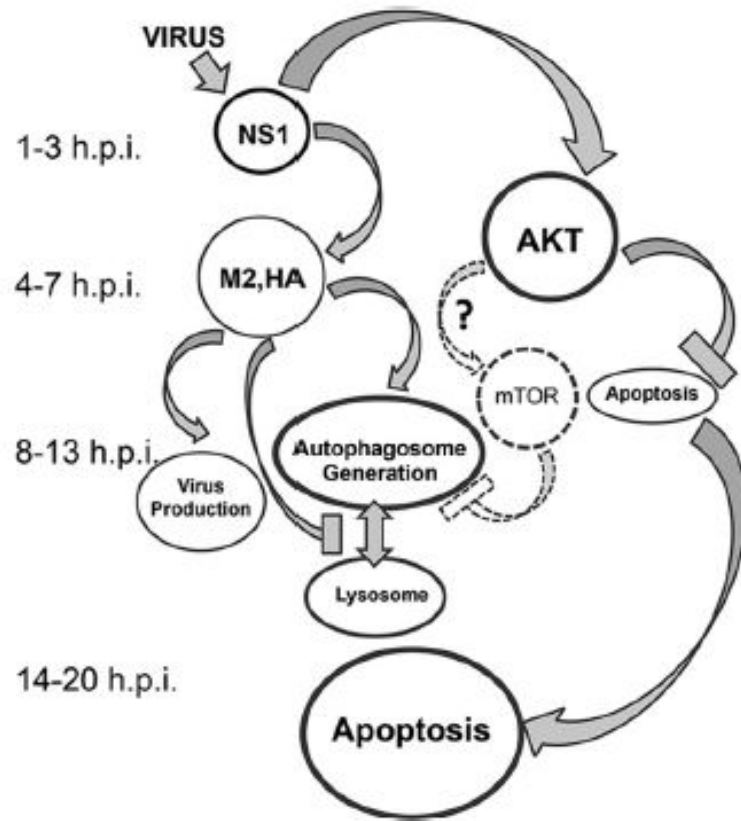 VIRUS
NS1
1-3 h.p.i.
AKT
M2,HA
4-7 h.p.i.
?
mTOR
Apoptosis
Autophagosome
Generation
8-13 h.p.i.
Virus
Production
Lysosome
14-20 h.p.i.
Apoptosis